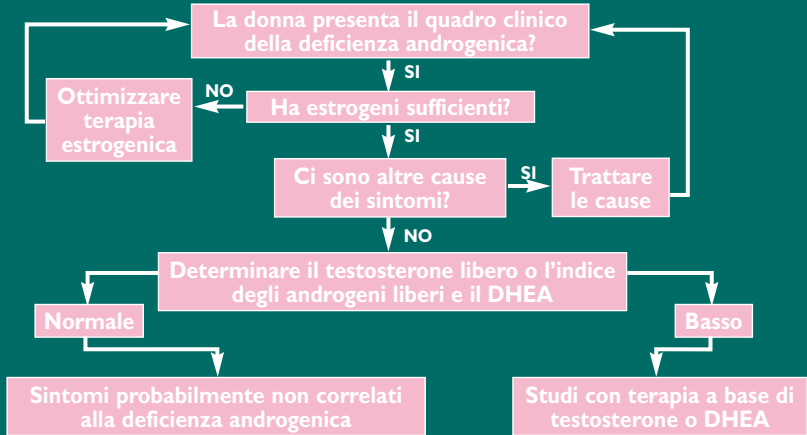 La donna presenta il quadro clinico
della deficienza androgenica?
SI
Ottimizzare
terapia
estrogenica
NO
Ha estrogeni sufficienti?
SI
Ci sono altre cause
dei sintomi?
SI
Trattare
le cause
NO
Determinare il testosterone libero o l'indice
degli androgeni liberi e il DHEA
Normale
Basso
Sintomi probabilmente non correlati
alla deficienza androgenica
Studi con terapia a base di
testosterone o DHEA